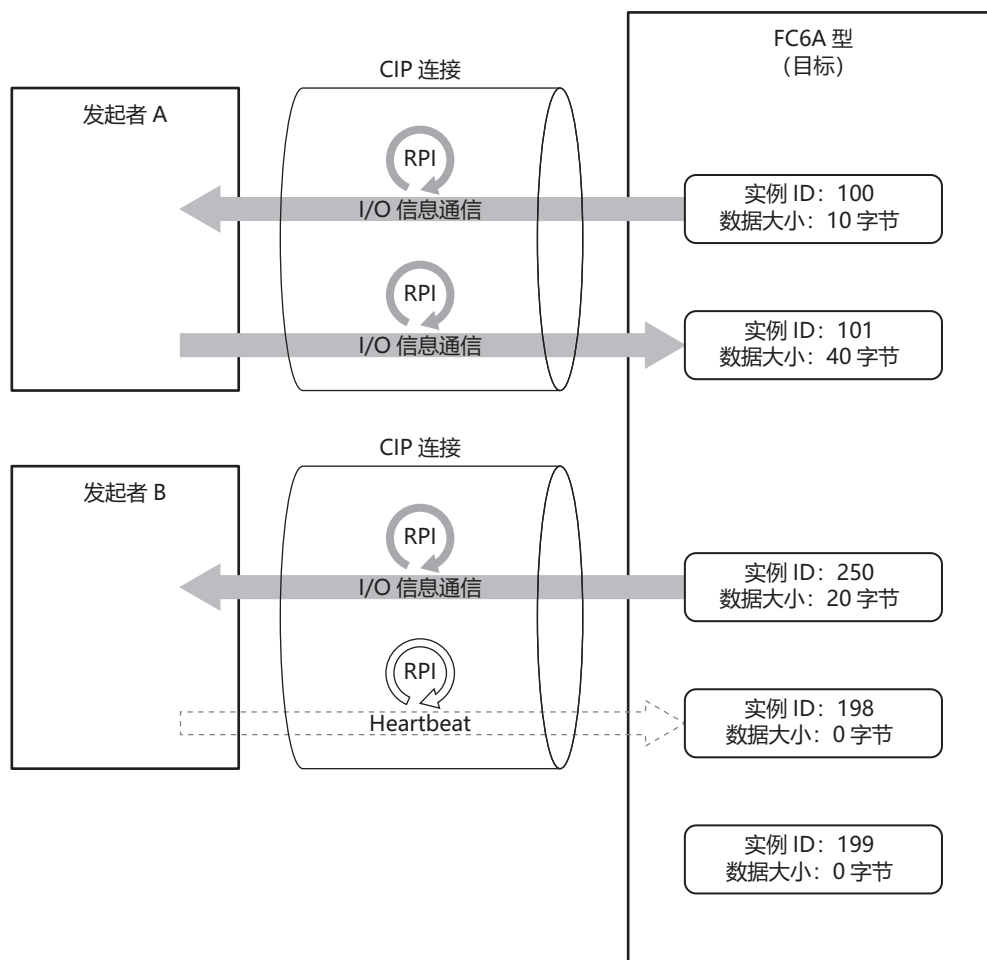 FC6A 型
（目标）
CIP 连接
发起者 A
RPI
实例 ID：100
I/O 信息通信
数据大小：10 字节
RPI
实例 ID：101
I/O 信息通信
数据大小：40 字节
CIP 连接
发起者 B
RPI
实例 ID：250
I/O 信息通信
数据大小：20 字节
RPI
实例 ID：198
Heartbeat
数据大小：0 字节
实例 ID：199
数据大小：0 字节